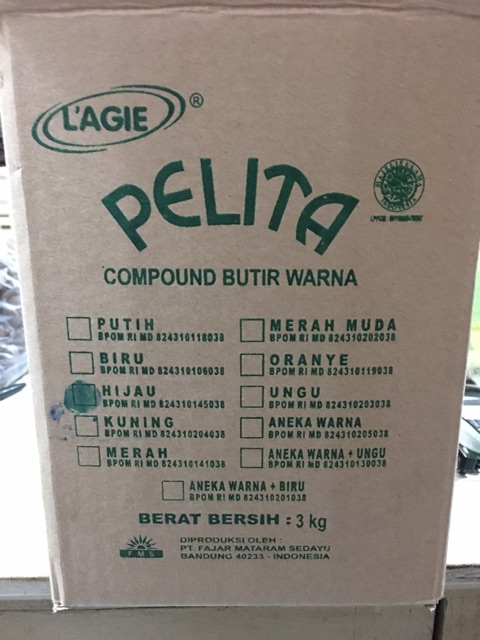 L'AGIE ®
PELITA
COMPOUND BUTIR WARNA
PUTIH
BPOM RI MD 824310118038
MERAH MUDA
BPOM RI MD 824310202038
BIRU
BPOM RI MD 824310106038
ORANYE
BPOM RI MD 824310119038
HIJAU
BPOM RI MD 824310145038
UNGU
BPOM RI MD 824310203038
KUNING
BPOM RI MD 824310204038
ANEKA WARNA
BPOM RI MD 824310205038
MERAH
BPOM RI MD 824310141038
ANEKA WARNA + UNGU
BPOM RI MD 824310130038
ANEKA WARNA + BIRU
BPOM RI MD 824310201038
BERAT BERSIH : 3 kg
FMS
DIPRODUKSI OLEH :
PT. FAJAR MATARAM SEDAYU
BANDUNG 40233 - INDONESIA